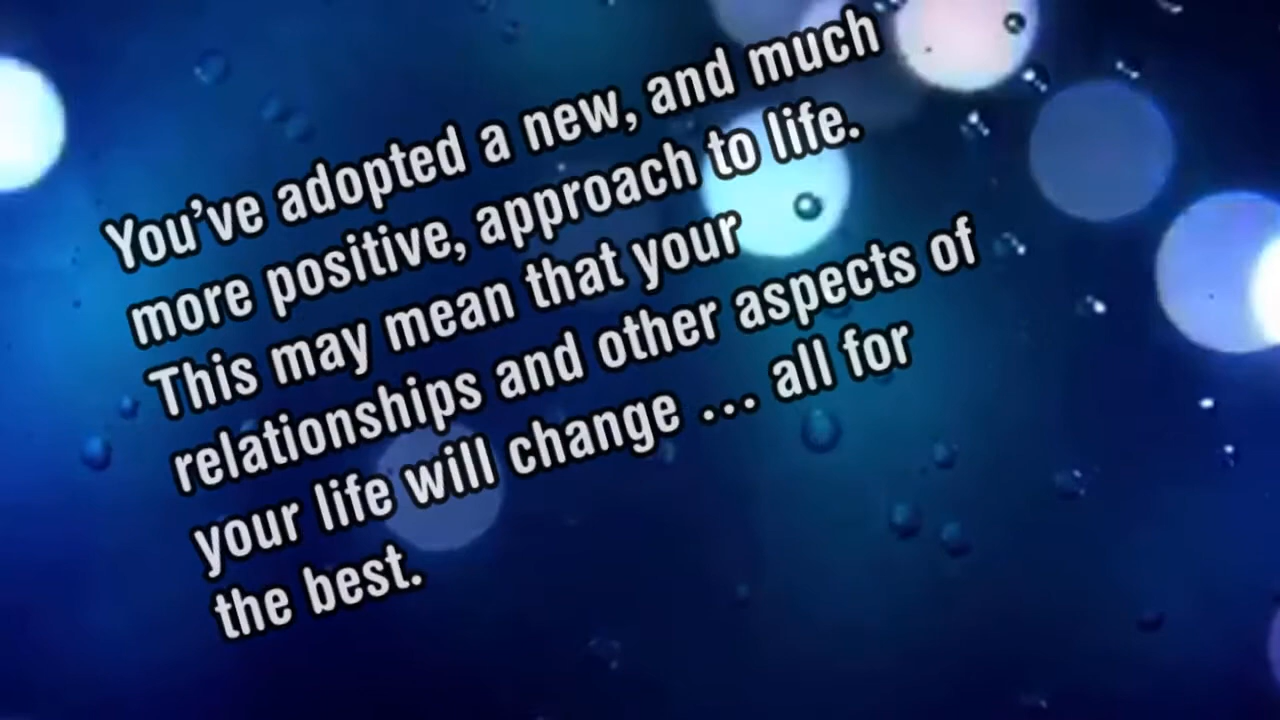 You’ve adopted a new, and much
more positive, approach to life.
This may mean that your
relationships and other aspects of
your life will change ... all for
the best.